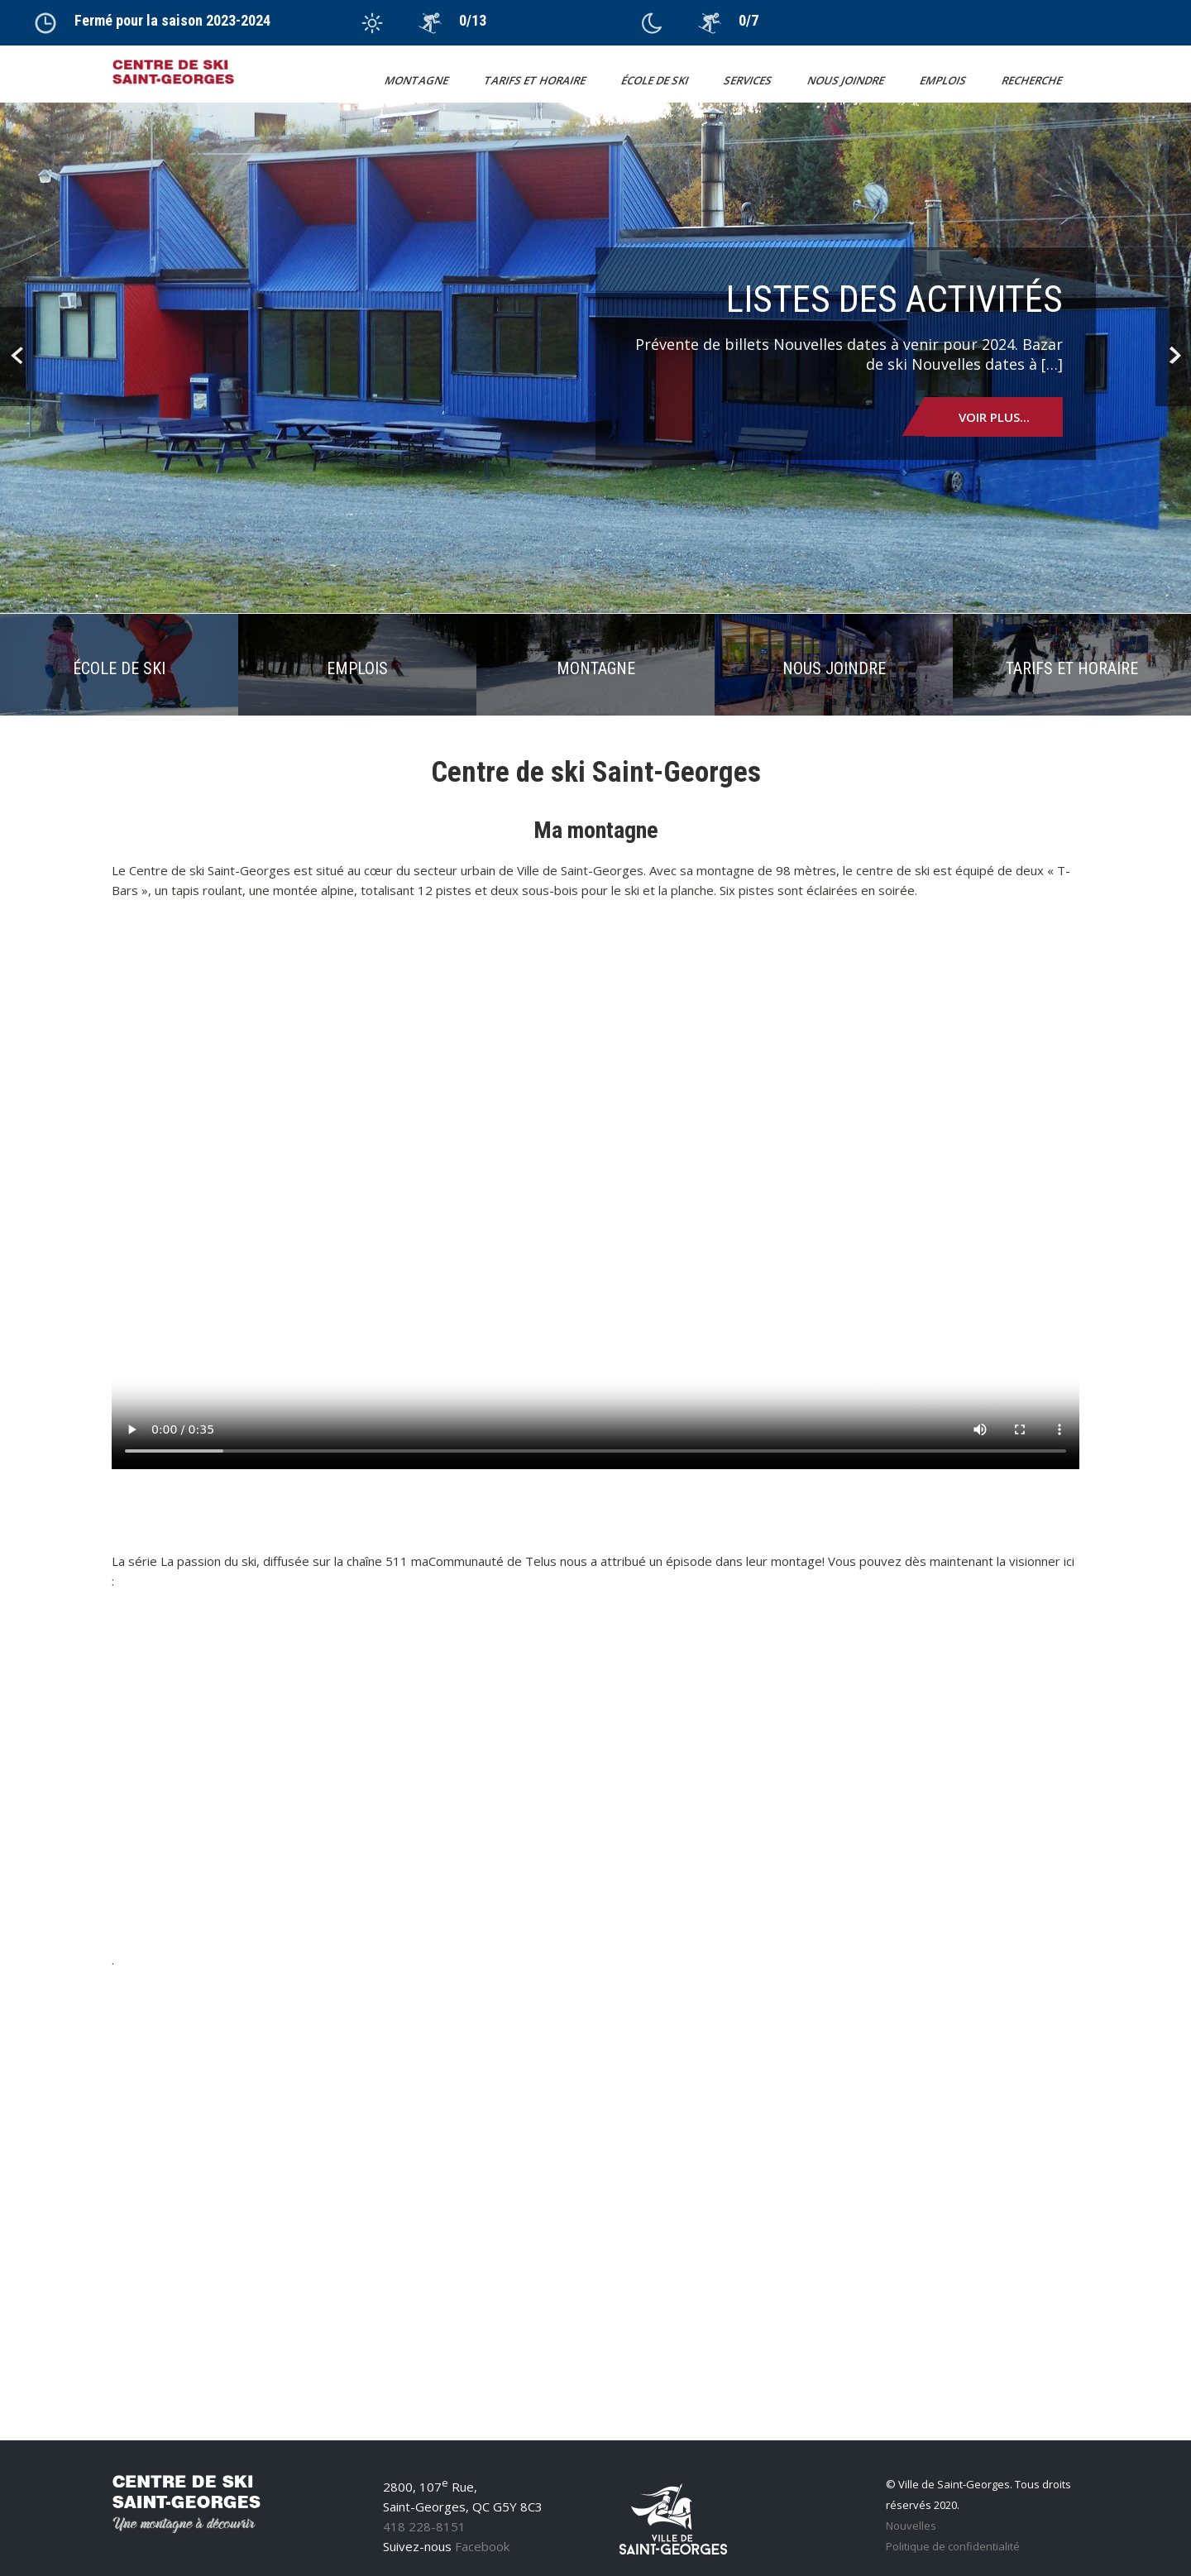 Fermé pour la saison 2023-2024
0/13
0/7
CENTRE DE SKI
SAINT-GEORGES
MONTAGNE
TARIFS ET HORAIRE
ÉCOLE DE SKI
SERVICES
NOUS JOINDRE
EMPLOIS
RECHERCHE
LISTES DES ACTIVITÉS
Prévente de billets Nouvelles dates à venir pour 2024. Bazar
de ski Nouvelles dates à [...]
VOIR PLUS...
ÉCOLE DE SKI
EMPLOIS
MONTAGNE
NOUS JOINDRE
TARIFS ET HORAIRE
Centre de ski Saint-Georges
Ma montagne
Le Centre de ski Saint-Georges est situé au cœur du secteur urbain de Ville de Saint-Georges. Avec sa montagne de 98 mètres, le centre de ski est équipé de deux « T-
Bars », un tapis roulant, une montée alpine, totalisant 12 pistes et deux sous-bois pour le ski et la planche. Six pistes sont éclairées en soirée.
0:00 / 0:35
La série La passion du ski, diffusée sur la chaîne 511 maCommunauté de Telus nous a attribué un épisode dans leur montage! Vous pouvez dès maintenant la visionner ici
:
.
CENTRE DE SKI
SAINT-GEORGES
Une montagne à découvrir
2800, 107e Rue,
Saint-Georges, QC G5Y 8C3
418 228-8151
Suivez-nous Facebook
VILLE DE
SAINT-GEORGES
© Ville de Saint-Georges. Tous droits
réservés 2020.
Nouvelles
Politique de confidentialité